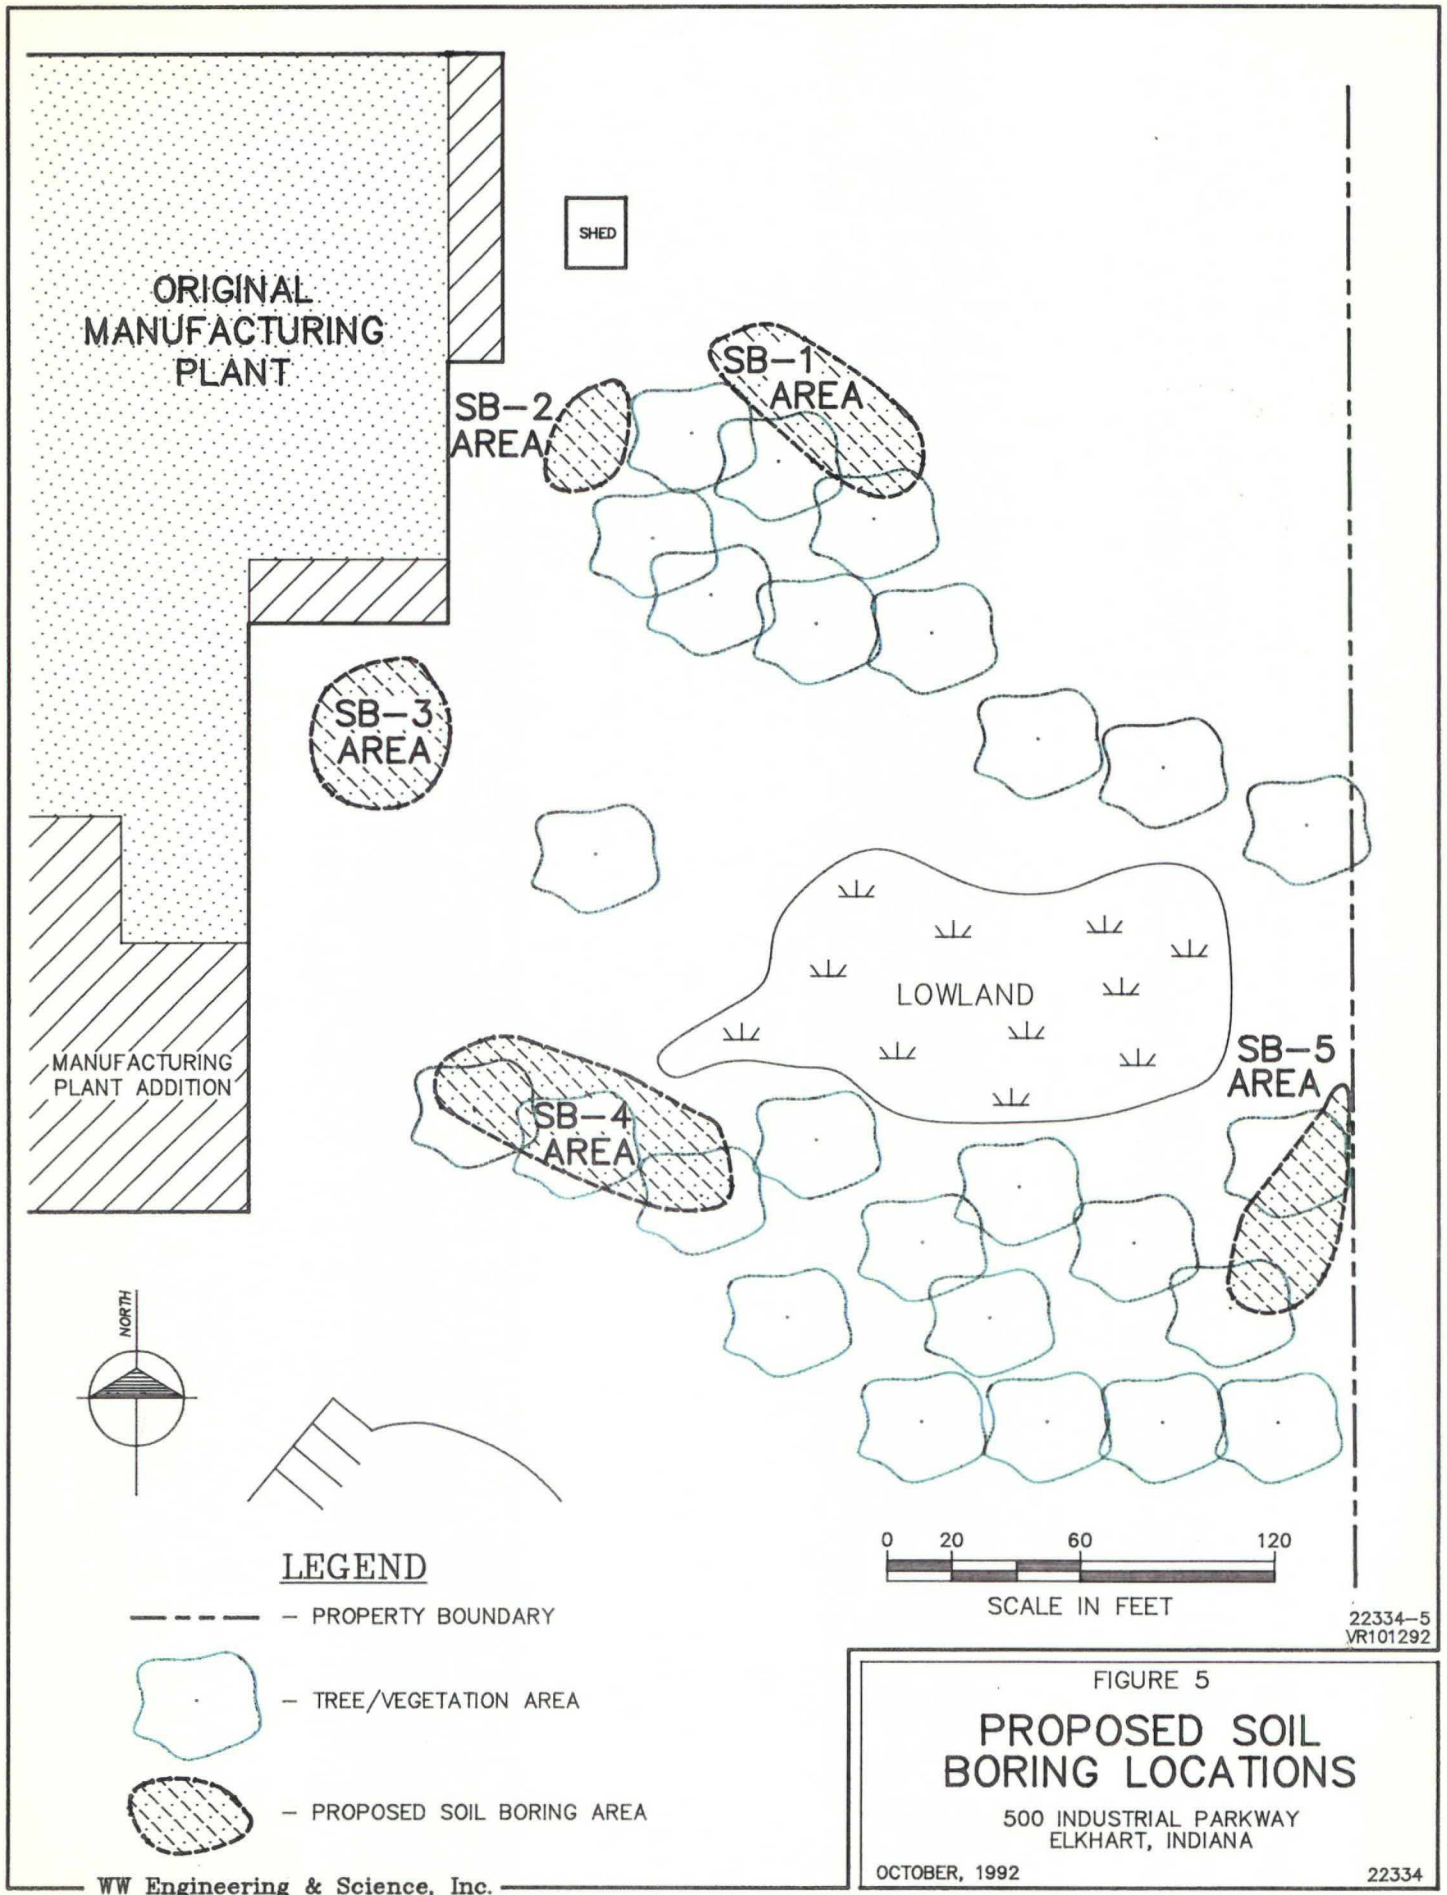 SHED
ORIGINAL
MANUFACTURING
PLANT
SB-1
AREA
SB-2
AREA
SB-3
AREA
LOWLAND
MANUFACTURING
PLANT ADDITION
SB-4
AREA
SB-5
AREA
NORTH
0 20 60 120
SCALE IN FEET
LEGEND
- PROPERTY BOUNDARY
- TREE/VEGETATION AREA
- PROPOSED SOIL BORING AREA
22334-5
VR101292
FIGURE 5
PROPOSED SOIL
BORING LOCATIONS
500 INDUSTRIAL PARKWAY
ELKHART, INDIANA
OCTOBER, 1992 22334
WW Engineering & Science, Inc.